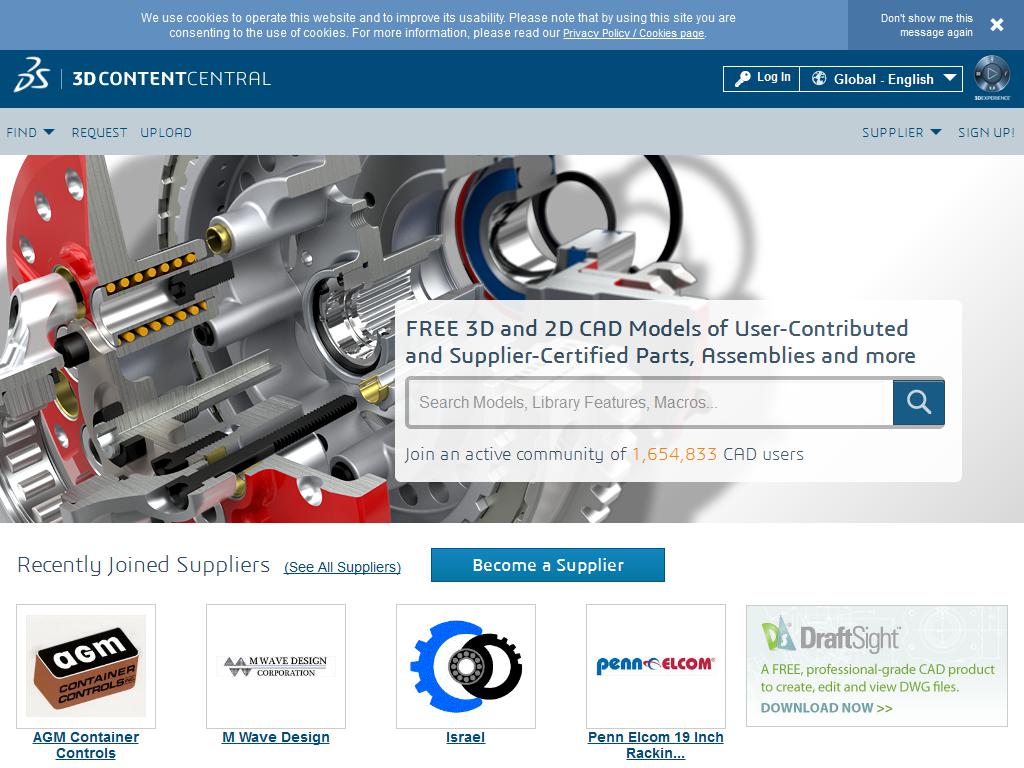 We use cookies to operate this website and to improve its usability. Please note that by using this site you are
consenting to the use of cookies. For more information, please read our Privacy Policy / Cookies page.
Don't show me this
message again
3DCONTENTCENTRAL
Log In
Global - English
3DEXPERIENCE
FIND
REQUEST
UPLOAD
SUPPLIER
SIGN UP!
FREE 3D and 2D CAD Models of User-Contributed
and Supplier-Certified Parts, Assemblies and more
Search Models, Library Features, Macros...
Join an active community of 1,654,833 CAD users
Recently Joined Suppliers
(See All Suppliers)
Become a Supplier
agm
CONTAINER
CONTROLS
AGM Container
Controls
M WAVE DESIGN
CORPORATION
M Wave Design
Israel
penn ELCOM
Penn Elcom 19 Inch
Rackin...
DraftSight
A FREE, professional-grade CAD product
to create, edit and view DWG files.
DOWNLOAD NOW >>